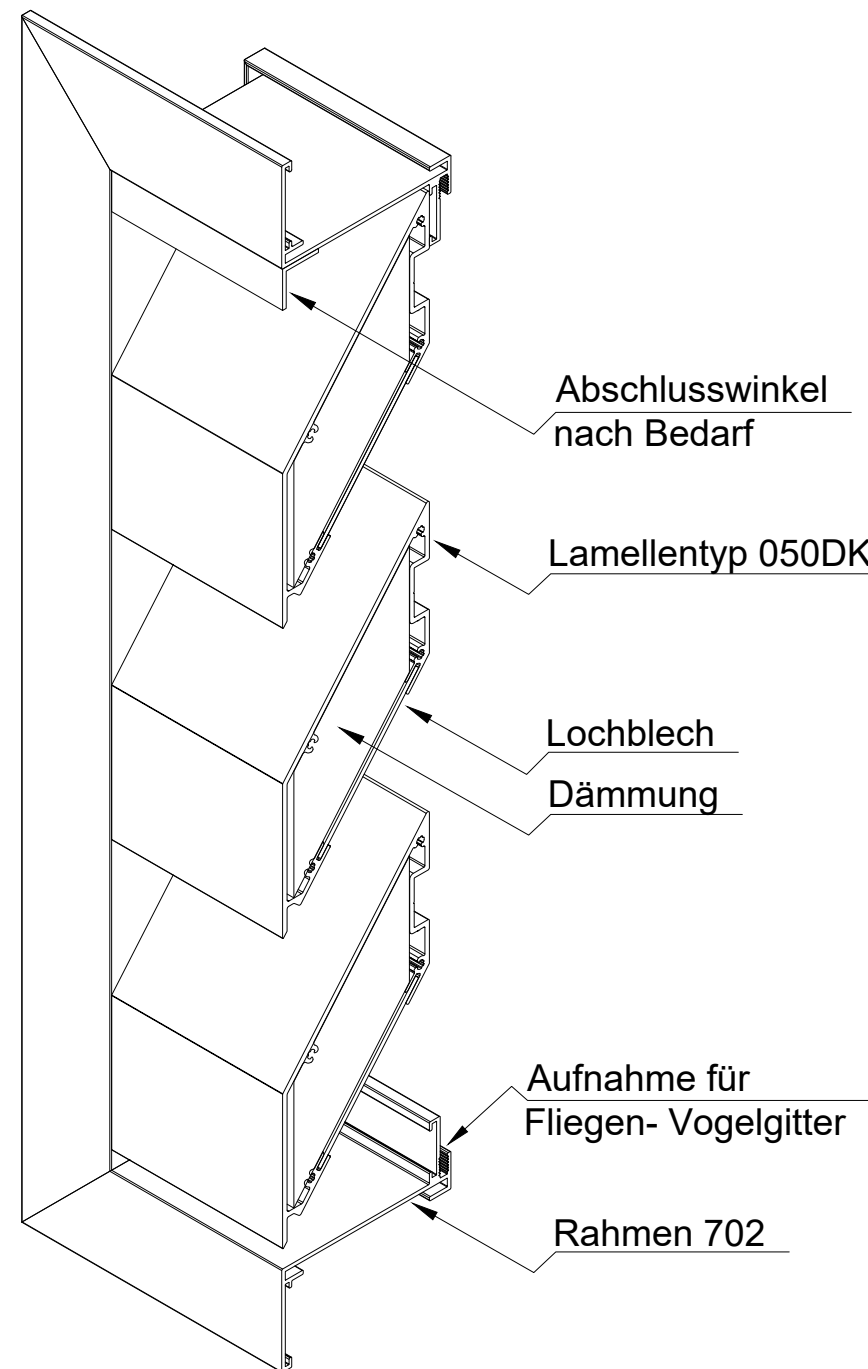 Abschlusswinkel
nach Bedarf
Lamellentyp 050DK
Lochblech
Dämmung
Aufnahme für
Fliegen- Vogelgitter
Rahmen 702